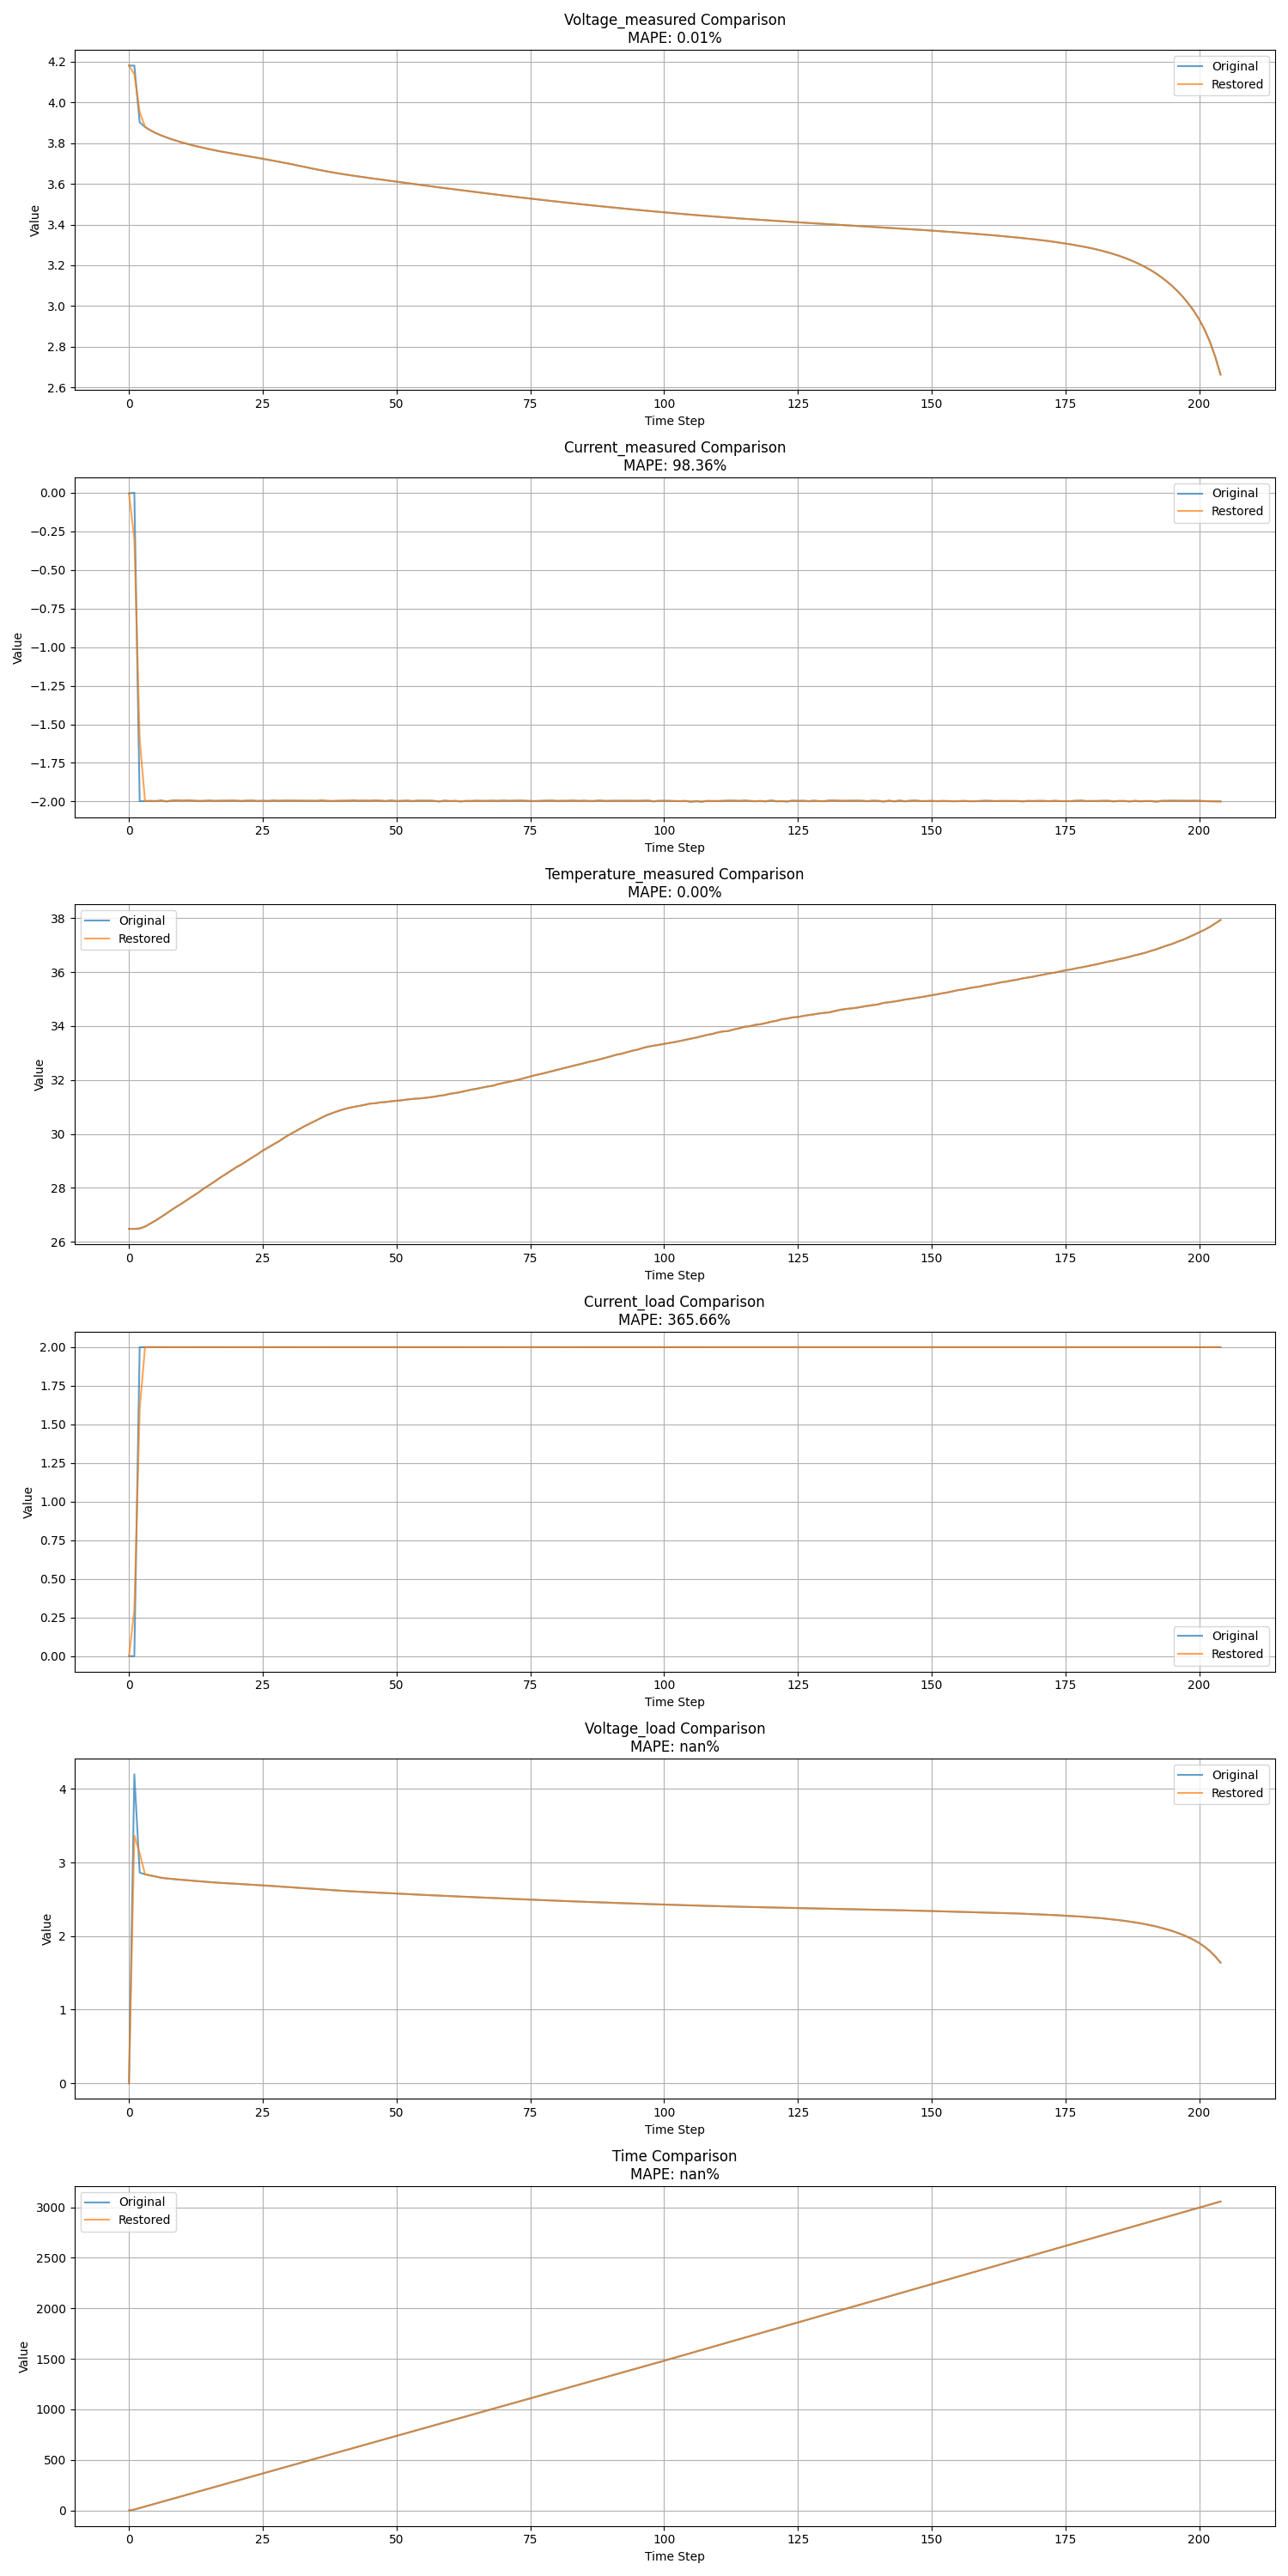 Voltage_measured Comparison
MAPE: 0.01%
4.2
4.0
3.8
3.6
3.4
3.2
3.0
2.8
2.6
Value
Original
Restored
0 25 50 75 100 125 150 175 200
Time Step
Current_measured Comparison
MAPE: 98.36%
0.00
−0.25
−0.50
−0.75
−1.00
−1.25
−1.50
−1.75
−2.00
Value
Original
Restored
0 25 50 75 100 125 150 175 200
Time Step
Temperature_measured Comparison
MAPE: 0.00%
38
36
34
32
30
28
26
Value
Original
Restored
0 25 50 75 100 125 150 175 200
Time Step
Current_load Comparison
MAPE: 365.66%
2.00
1.75
1.50
1.25
1.00
0.75
0.50
0.25
0.00
Value
Original
Restored
0 25 50 75 100 125 150 175 200
Time Step
Voltage_load Comparison
MAPE: nan%
4
3
2
1
0
Value
Original
Restored
0 25 50 75 100 125 150 175 200
Time Step
Time Comparison
MAPE: nan%
3000
2500
2000
1500
1000
500
0
Value
Original
Restored
0 25 50 75 100 125 150 175 200
Time Step